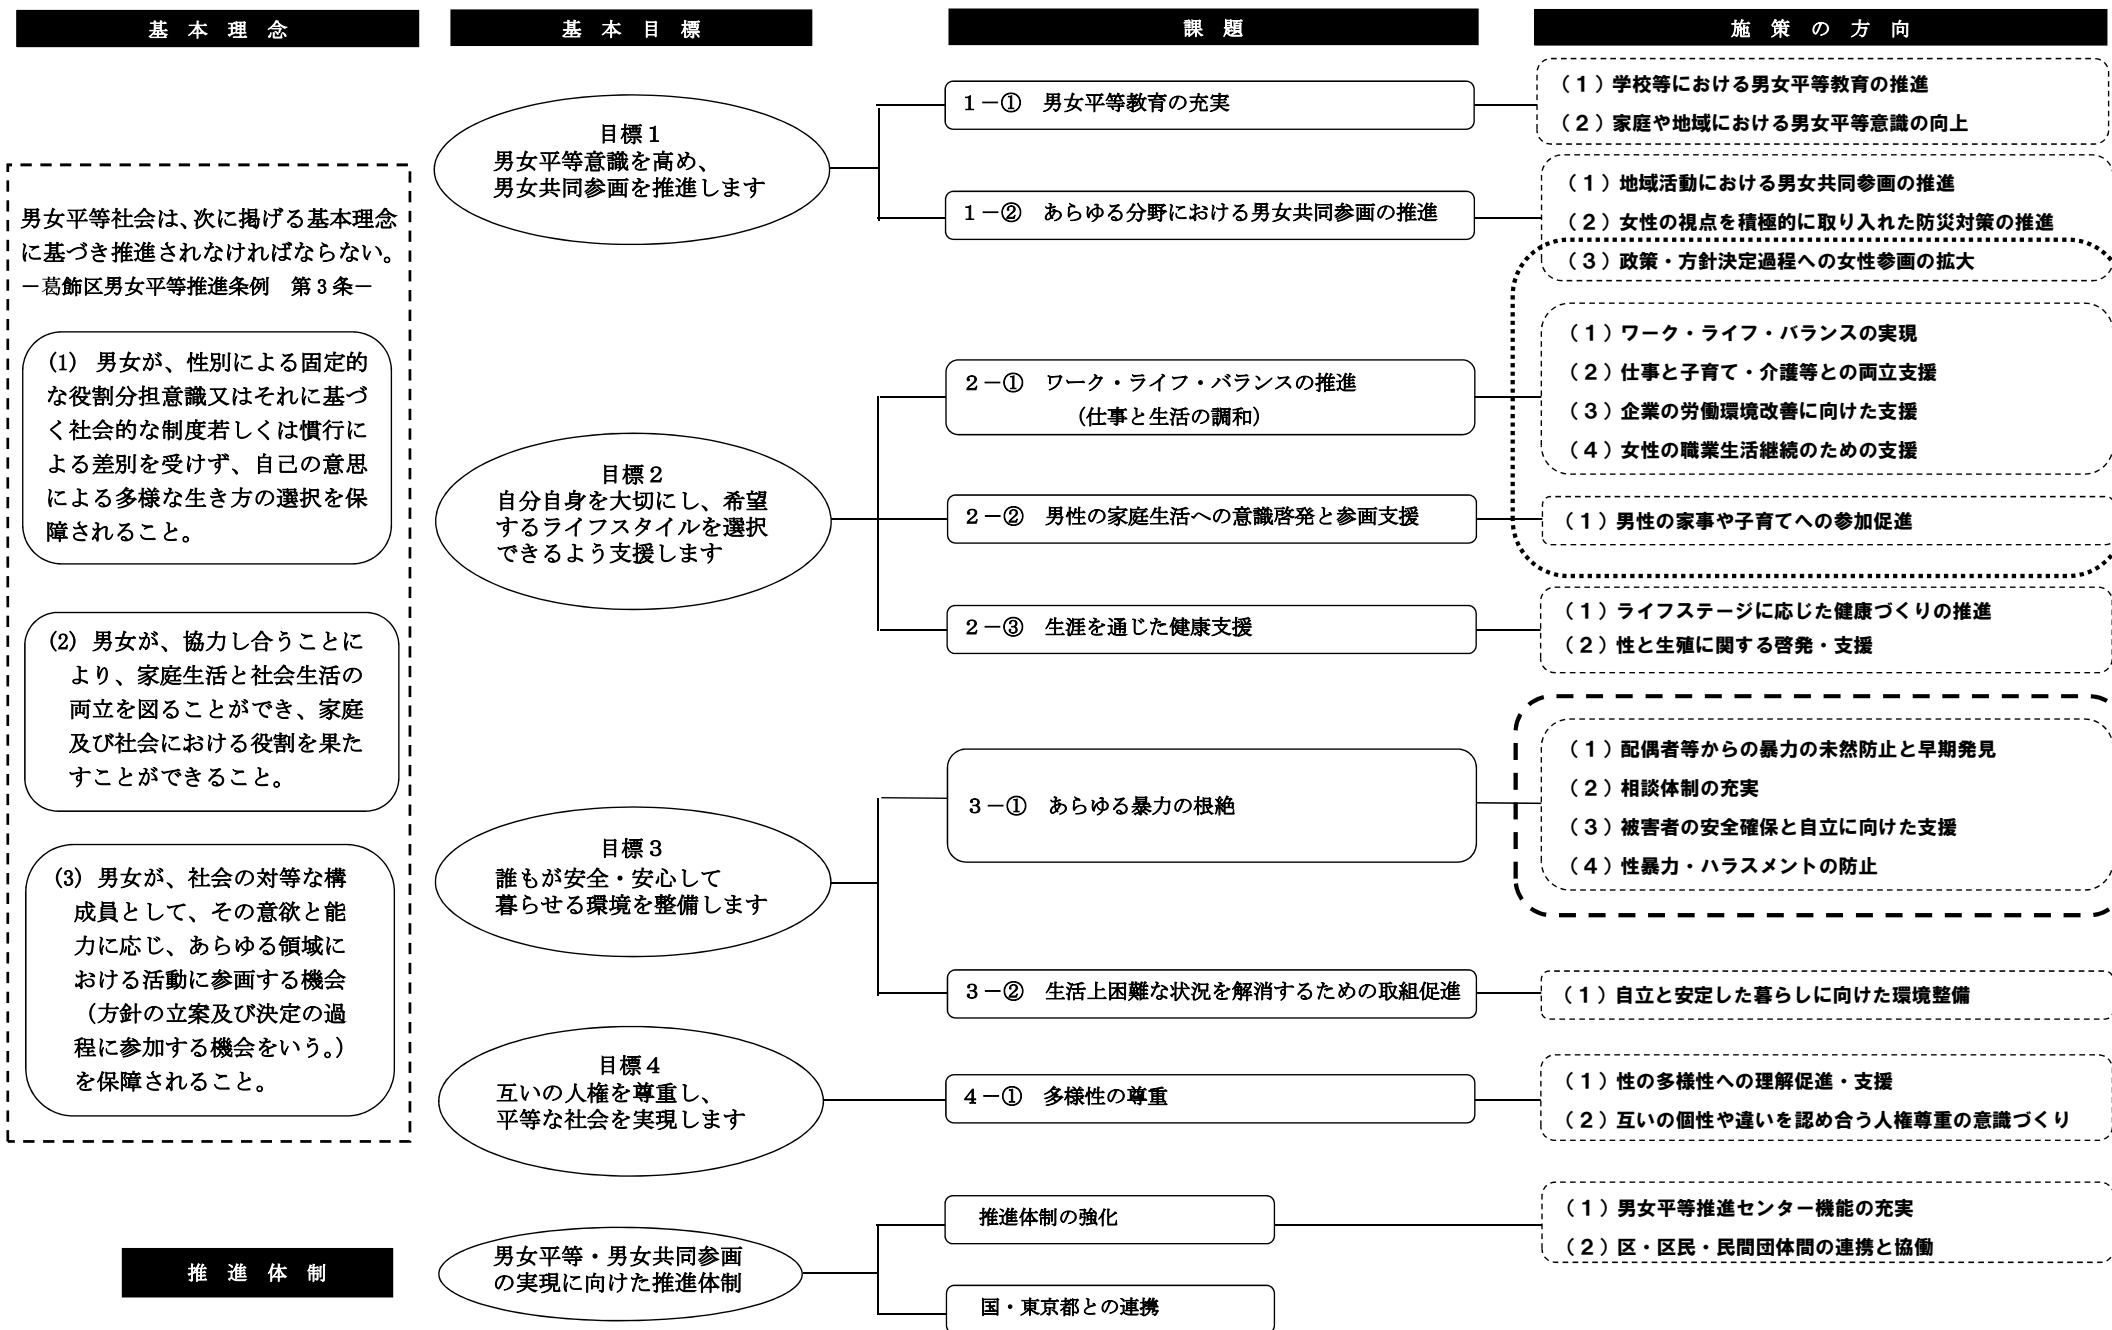 基本理念
基本目標
課題
施策の方向
男女平等社会は、次に掲げる基本理念
に基づき推進されなければならない。
－葛飾区男女平等推進条例　第３条－
(1) 男女が、性別による固定的
な役割分担意識又はそれに基づ
く社会的な制度若しくは慣行に
よる差別を受けず、自己の意思
による多様な生き方の選択を保
障されること。
(2) 男女が、協力し合うことに
より、家庭生活と社会生活の
両立を図ることができ、家庭
及び社会における役割を果た
すことができること。
(3) 男女が、社会の対等な構
成員として、その意欲と能
力に応じ、あらゆる領域に
おける活動に参画する機会
（方針の立案及び決定の過
程に参加する機会をいう。）
を保障されること。
目標１
男女平等意識を高め、
男女共同参画を推進します
１－①　男女平等教育の充実
（１）学校等における男女平等教育の推進
（２）家庭や地域における男女平等意識の向上
１－②　あらゆる分野における男女共同参画の推進
（１）地域活動における男女共同参画の推進
（２）女性の視点を積極的に取り入れた防災対策の推進
（３）政策・方針決定過程への女性参画の拡大
目標２
自分自身を大切にし、希望
するライフスタイルを選択
できるよう支援します
２－①　ワーク・ライフ・バランスの推進
（仕事と生活の調和）
（１）ワーク・ライフ・バランスの実現
（２）仕事と子育て・介護等との両立支援
（３）企業の労働環境改善に向けた支援
（４）女性の職業生活継続のための支援
２－②　男性の家庭生活への意識啓発と参画支援
（１）男性の家事や子育てへの参加促進
２－③　生涯を通じた健康支援
（１）ライフステージに応じた健康づくりの推進
（２）性と生殖に関する啓発・支援
目標３
誰もが安全・安心して
暮らせる環境を整備します
３－①　あらゆる暴力の根絶
（１）配偶者等からの暴力の未然防止と早期発見
（２）相談体制の充実
（３）被害者の安全確保と自立に向けた支援
（４）性暴力・ハラスメントの防止
３－②　生活上困難な状況を解消するための取組促進
（１）自立と安定した暮らしに向けた環境整備
目標４
互いの人権を尊重し、
平等な社会を実現します
４－①　多様性の尊重
（１）性の多様性への理解促進・支援
（２）互いの個性や違いを認め合う人権尊重の意識づくり
推進体制
男女平等・男女共同参画
の実現に向けた推進体制
推進体制の強化
（１）男女平等推進センター機能の充実
（２）区・区民・民間団体間の連携と協働
国・東京都との連携